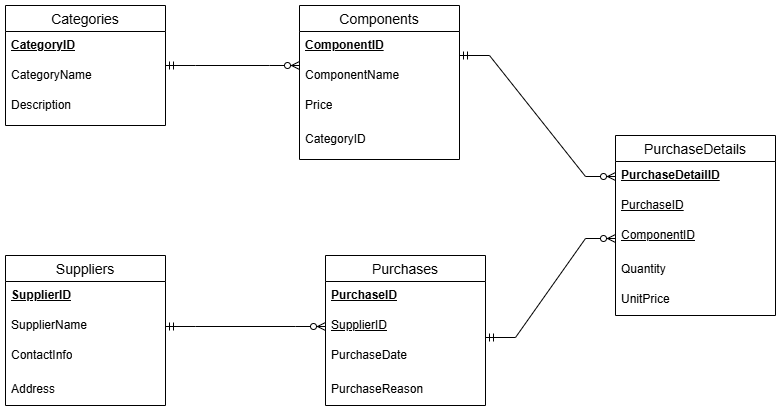 Categories
CategoryID
CategoryName
Description
Components
ComponentID
ComponentName
Price
CategoryID
PurchaseDetails
PurchaseDetailID
PurchaseID
ComponentID
Quantity
UnitPrice
Suppliers
SupplierID
SupplierName
ContactInfo
Address
Purchases
PurchaseID
SupplierID
PurchaseDate
PurchaseReason